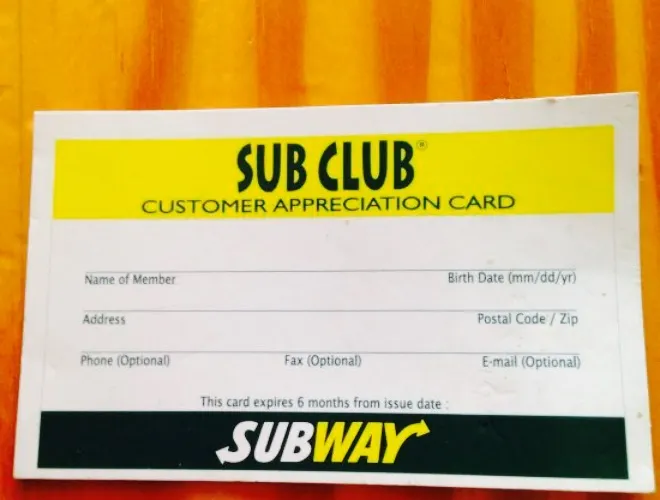 SUB CLUB®
CUSTOMER APPRECIATION CARD
Name of Member Birth Date (mm/dd/yr)
Address Postal Code / Zip
Phone (Optional) Fax (Optional) E-mail (Optional)
This card expires 6 months from issue date :
SUBWAY